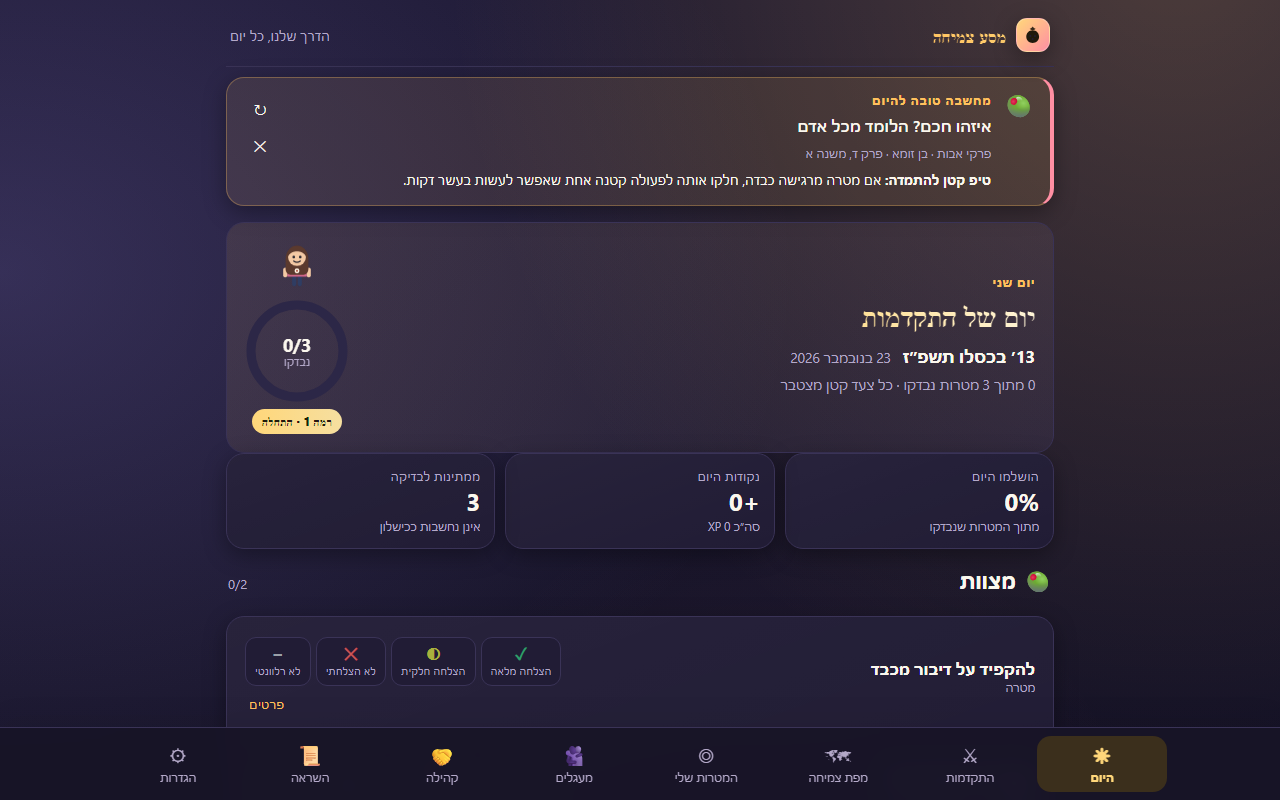 מסע צמיחה
הדרך שלנו, כל יום
מחשבה טובה להיום
איזהו חכם? הלומד מכל אדם
פרקי אבות · בן זומא · פרק ד, משנה א
טיפ קטן להתמדה: אם מטרה מרגישה כבדה, חלקו אותה לפעולה קטנה אחת שאפשר לעשות בעשר דקות.
יום שני
יום של התקדמות
13׳ בכסלו תשפ״ז 23 בנובמבר 2026
0 מתוך 3 מטרות נבדקו · כל צעד קטן מצטבר
0/3
נבדקו
רמה 1 · התחלה
הושלמו היום
0%
מתוך המטרות שנבדקו
נקודות היום
+0
סה״כ 0 XP
ממתינות לבדיקה
3
אינן נחשבות ככישלון
מצוות
0/2
להקפיד על דיבור מכבד
מטרה
הצלחה מלאה
הצלחה חלקית
לא הצלחתי
לא רלוונטי
פרטים
היום
התקדמות
מפת צמיחה
המטרות שלי
מעגלים
קהילה
השראה
הגדרות